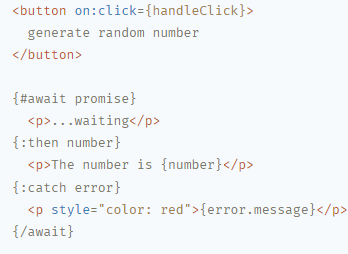 <button on:click={handleClick}>
  generate random number
</button>

{#await promise}
  <p>...waiting</p>
{:then number}
  <p>The number is {number}</p>
{:catch error}
  <p style="color: red">{error.message}</p>
{/await}